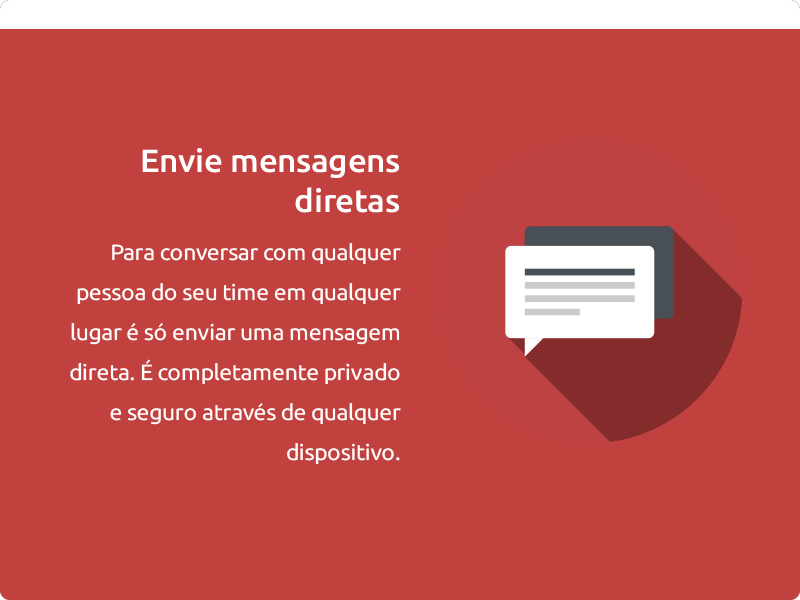 Envie mensagens
diretas
Para conversar com qualquer
pessoa do seu time em qualquer
lugar é só enviar uma mensagem
direta. É completamente privado
e seguro através de qualquer
dispositivo.